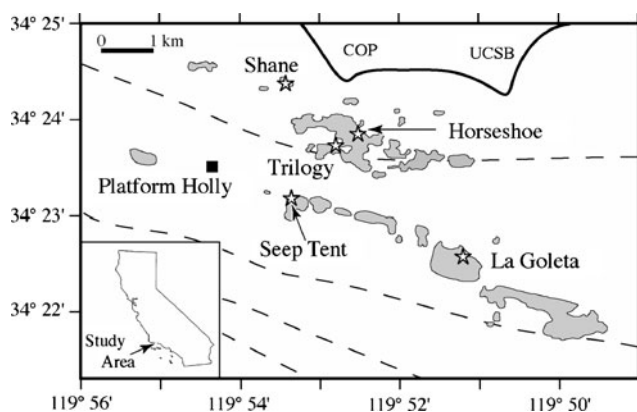 34° 25'
0 1 km
COP
UCSB
Shane
34° 24'
Horseshoe
Trilogy
Platform Holly
34° 23'
Seep Tent
La Goleta
34° 22'
Study
Area
119° 56' 119° 54' 119° 52' 119° 50'